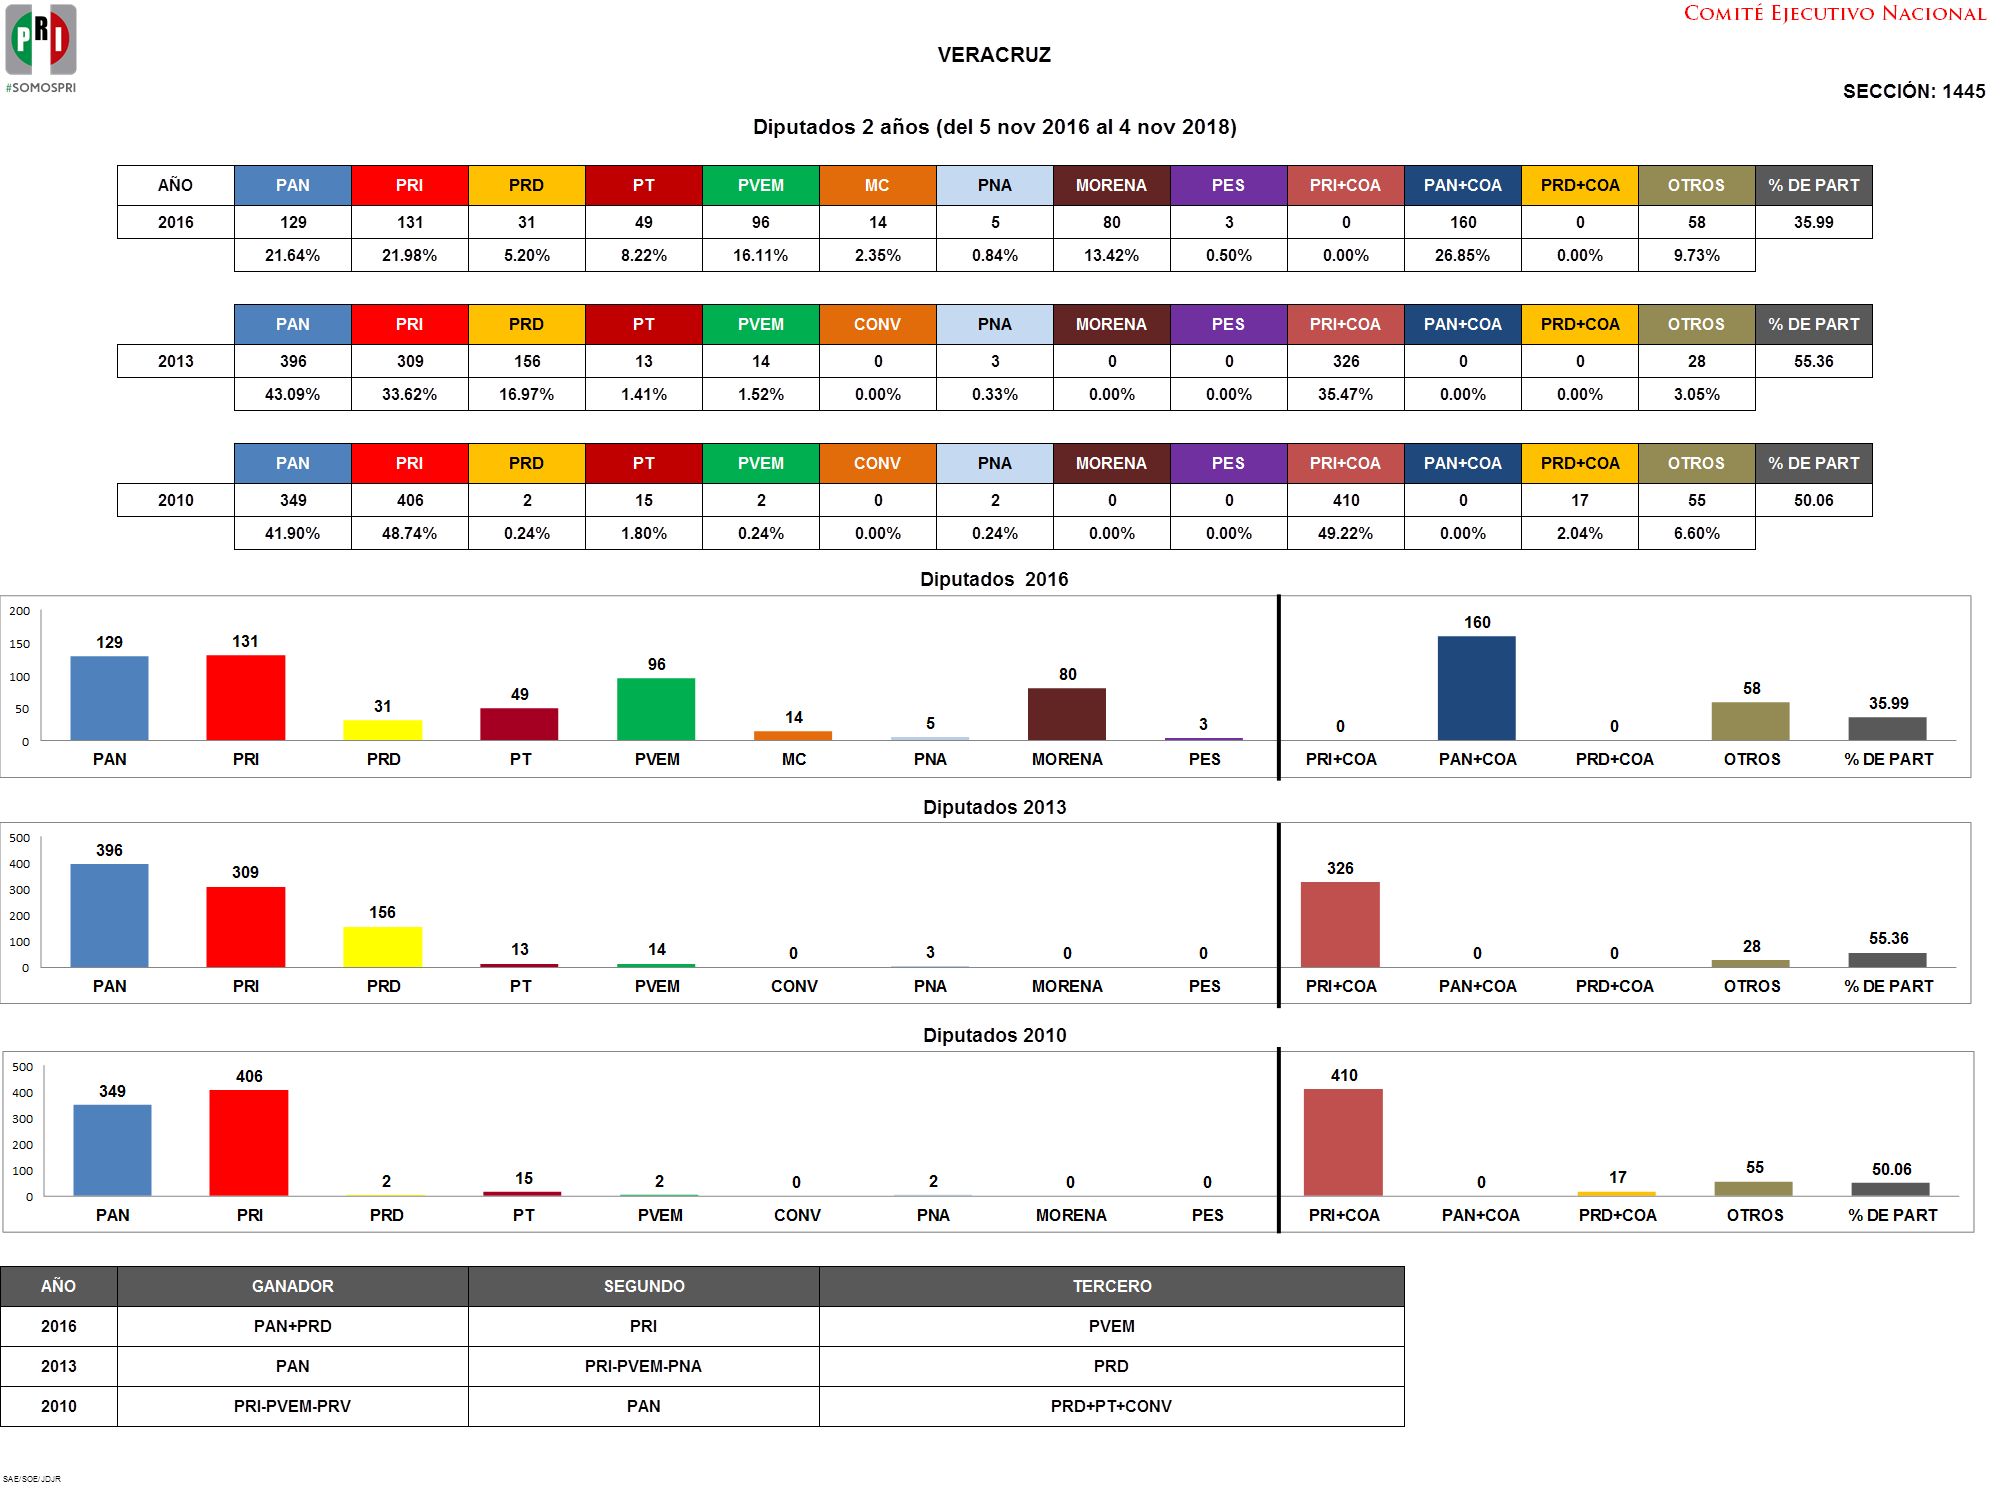 PRI
#SOMOSPRI
COMITÉ EJECUTIVO NACIONAL
VERACRUZ
SECCIÓN: 1445
Diputados 2 años (del 5 nov 2016 al 4 nov 2018)
AÑO PAN PRI PRD PT PVEM MC PNA MORENA PES PRI+COA PAN+COA PRD+COA OTROS % DE PART
2016 129 131 31 49 96 14 5 80 3 0 160 0 58 35.99
21.64% 21.98% 5.20% 8.22% 16.11% 2.35% 0.84% 13.42% 0.50% 0.00% 26.85% 0.00% 9.73%
PAN PRI PRD PT PVEM CONV PNA MORENA PES PRI+COA PAN+COA PRD+COA OTROS % DE PART
2013 396 309 156 13 14 0 3 0 0 326 0 0 28 55.36
43.09% 33.62% 16.97% 1.41% 1.52% 0.00% 0.33% 0.00% 0.00% 35.47% 0.00% 0.00% 3.05%
PAN PRI PRD PT PVEM CONV PNA MORENA PES PRI+COA PAN+COA PRD+COA OTROS % DE PART
2010 349 406 2 15 2 0 2 0 0 410 0 17 55 50.06
41.90% 48.74% 0.24% 1.80% 0.24% 0.00% 0.24% 0.00% 0.00% 49.22% 0.00% 2.04% 6.60%
Diputados 2016
200
150
100
50
0
129 131 31 49 96 14 5 80 3 0 160 0 58 35.99
PAN PRI PRD PT PVEM MC PNA MORENA PES PRI+COA PAN+COA PRD+COA OTROS % DE PART
Diputados 2013
500
400
300
200
100
0
396 309 156 13 14 0 3 0 0 326 0 0 28 55.36
PAN PRI PRD PT PVEM CONV PNA MORENA PES PRI+COA PAN+COA PRD+COA OTROS % DE PART
Diputados 2010
500
400
300
200
100
0
349 406 2 15 2 0 2 0 0 410 0 17 55 50.06
PAN PRI PRD PT PVEM CONV PNA MORENA PES PRI+COA PAN+COA PRD+COA OTROS % DE PART
AÑO GANADOR SEGUNDO TERCERO
2016 PAN+PRD PRI PVEM
2013 PAN PRI-PVEM-PNA PRD
2010 PRI-PVEM-PRV PAN PRD+PT+CONV
SAE/SOE/JDJR